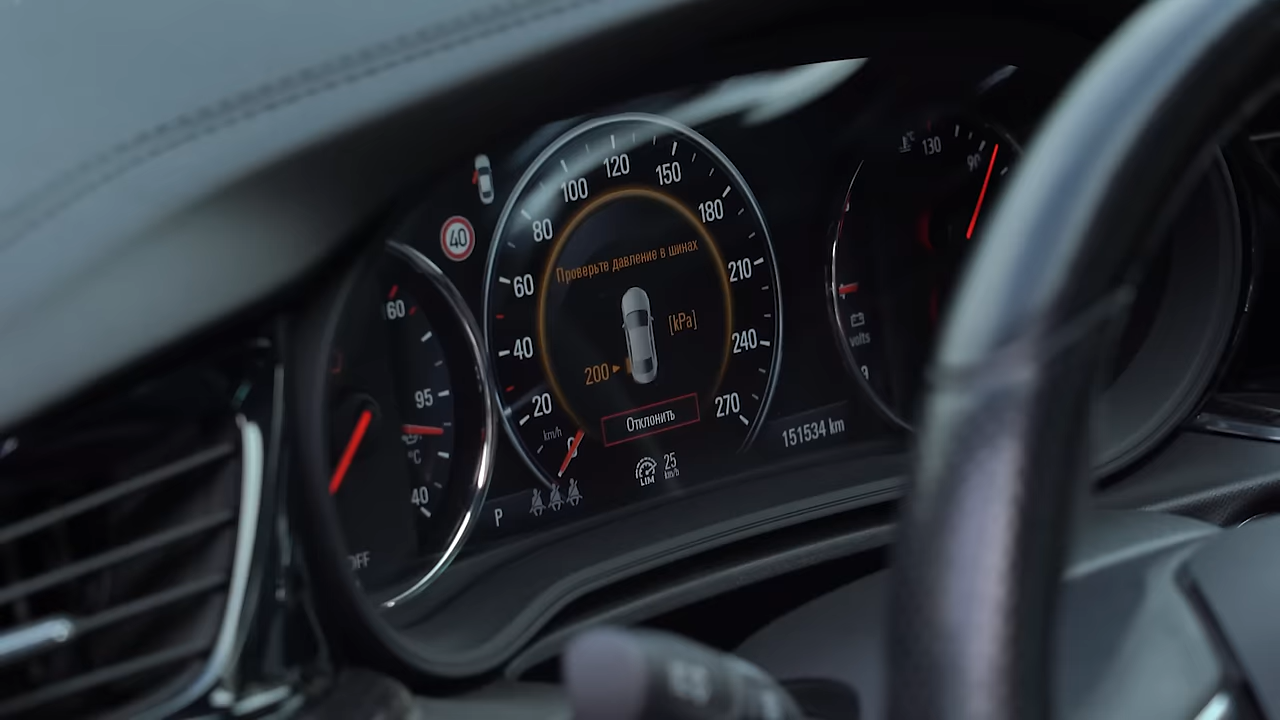 40
60
95
°C
40
OFF
20
40
60
80
100
120
150
180
210
240
270
km/h
Проверьте давление в шинах
[kPa]
200
Отклонить
LIM
25
km/h
P
151534 km
°C
130
90
volts